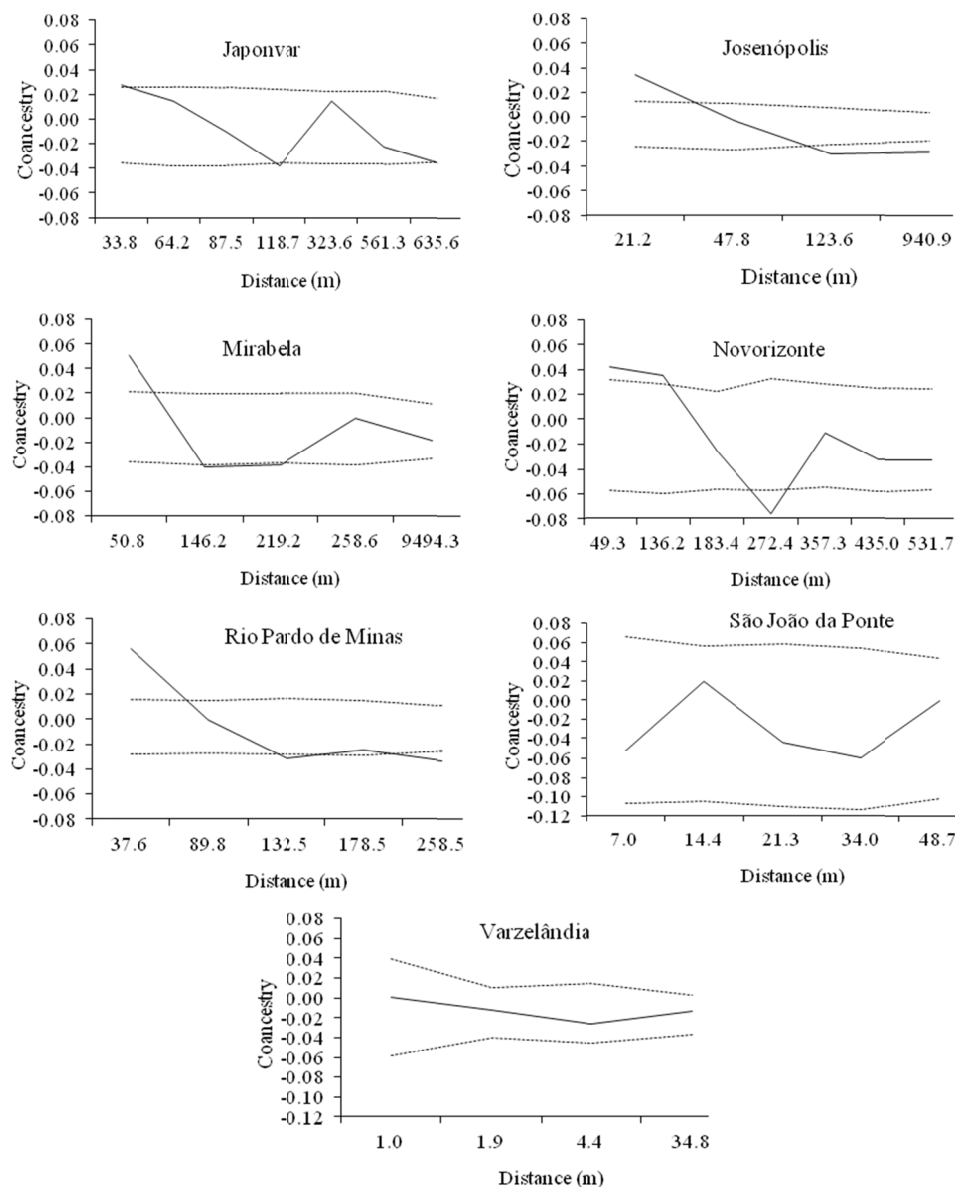 Japonvar
Coancestry
0.08
0.06
0.04
0.02
0.00
-0.02
-0.04
-0.06
-0.08
33.8 64.2 87.5 118.7 323.6 561.3 635.6
Distance (m)
Josenópolis
Coancestry
0.08
0.06
0.04
0.02
0.00
-0.02
-0.04
-0.06
-0.08
21.2 47.8 123.6 940.9
Distance (m)
Mirabela
Coancestry
0.08
0.06
0.04
0.02
0.00
-0.02
-0.04
-0.06
-0.08
50.8 146.2 219.2 258.6 9494.3
Distance (m)
Novorizonte
Coancestry
0.08
0.06
0.04
0.02
0.00
-0.02
-0.04
-0.06
-0.08
49.3 136.2 183.4 272.4 357.3 435.0 531.7
Distance (m)
Rio Pardo de Minas
Coancestry
0.08
0.06
0.04
0.02
0.00
-0.02
-0.04
-0.06
-0.08
37.6 89.8 132.5 178.5 258.5
Distance (m)
São João da Ponte
Coancestry
0.08
0.06
0.04
0.02
0.00
-0.02
-0.04
-0.06
-0.08
-0.10
-0.12
7.0 14.4 21.3 34.0 48.7
Distance (m)
Varzelândia
Coancestry
0.08
0.06
0.04
0.02
0.00
-0.02
-0.04
-0.06
-0.08
-0.10
-0.12
1.0 1.9 4.4 34.8
Distance (m)